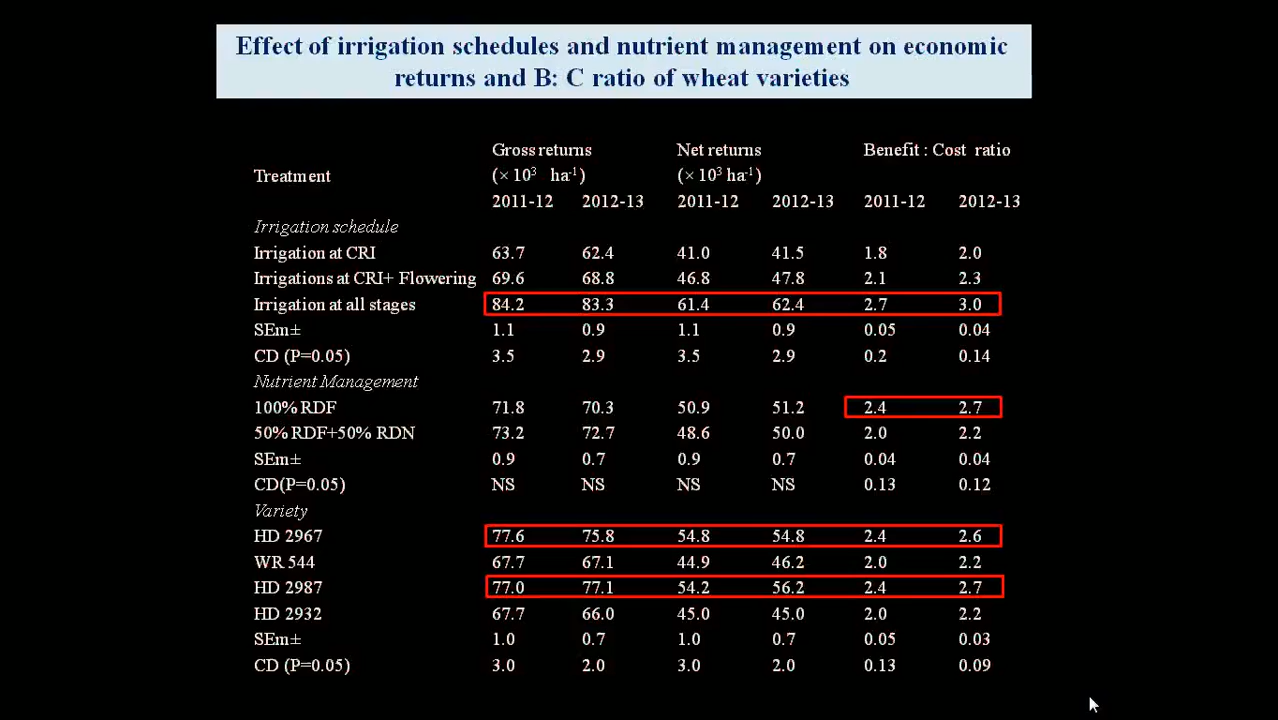 Effect of irrigation schedules and nutrient management on economic
returns and B: C ratio of wheat varieties
Treatment Gross returns Net returns Benefit : Cost ratio
(× 10³ ha⁻¹) (× 10³ ha⁻¹)
2011-12 2012-13 2011-12 2012-13 2011-12 2012-13
Irrigation schedule
Irrigation at CRI 63.7 62.4 41.0 41.5 1.8 2.0
Irrigations at CRI+ Flowering 69.6 68.8 46.8 47.8 2.1 2.3
Irrigation at all stages 84.2 83.3 61.4 62.4 2.7 3.0
SEm± 1.1 0.9 1.1 0.9 0.05 0.04
CD (P=0.05) 3.5 2.9 3.5 2.9 0.2 0.14
Nutrient Management
100% RDF 71.8 70.3 50.9 51.2 2.4 2.7
50% RDF+50% RDN 73.2 72.7 48.6 50.0 2.0 2.2
SEm± 0.9 0.7 0.9 0.7 0.04 0.04
CD(P=0.05) NS NS NS NS 0.13 0.12
Variety
HD 2967 77.6 75.8 54.8 54.8 2.4 2.6
WR 544 67.7 67.1 44.9 46.2 2.0 2.2
HD 2987 77.0 77.1 54.2 56.2 2.4 2.7
HD 2932 67.7 66.0 45.0 45.0 2.0 2.2
SEm± 1.0 0.7 1.0 0.7 0.05 0.03
CD (P=0.05) 3.0 2.0 3.0 2.0 0.13 0.09